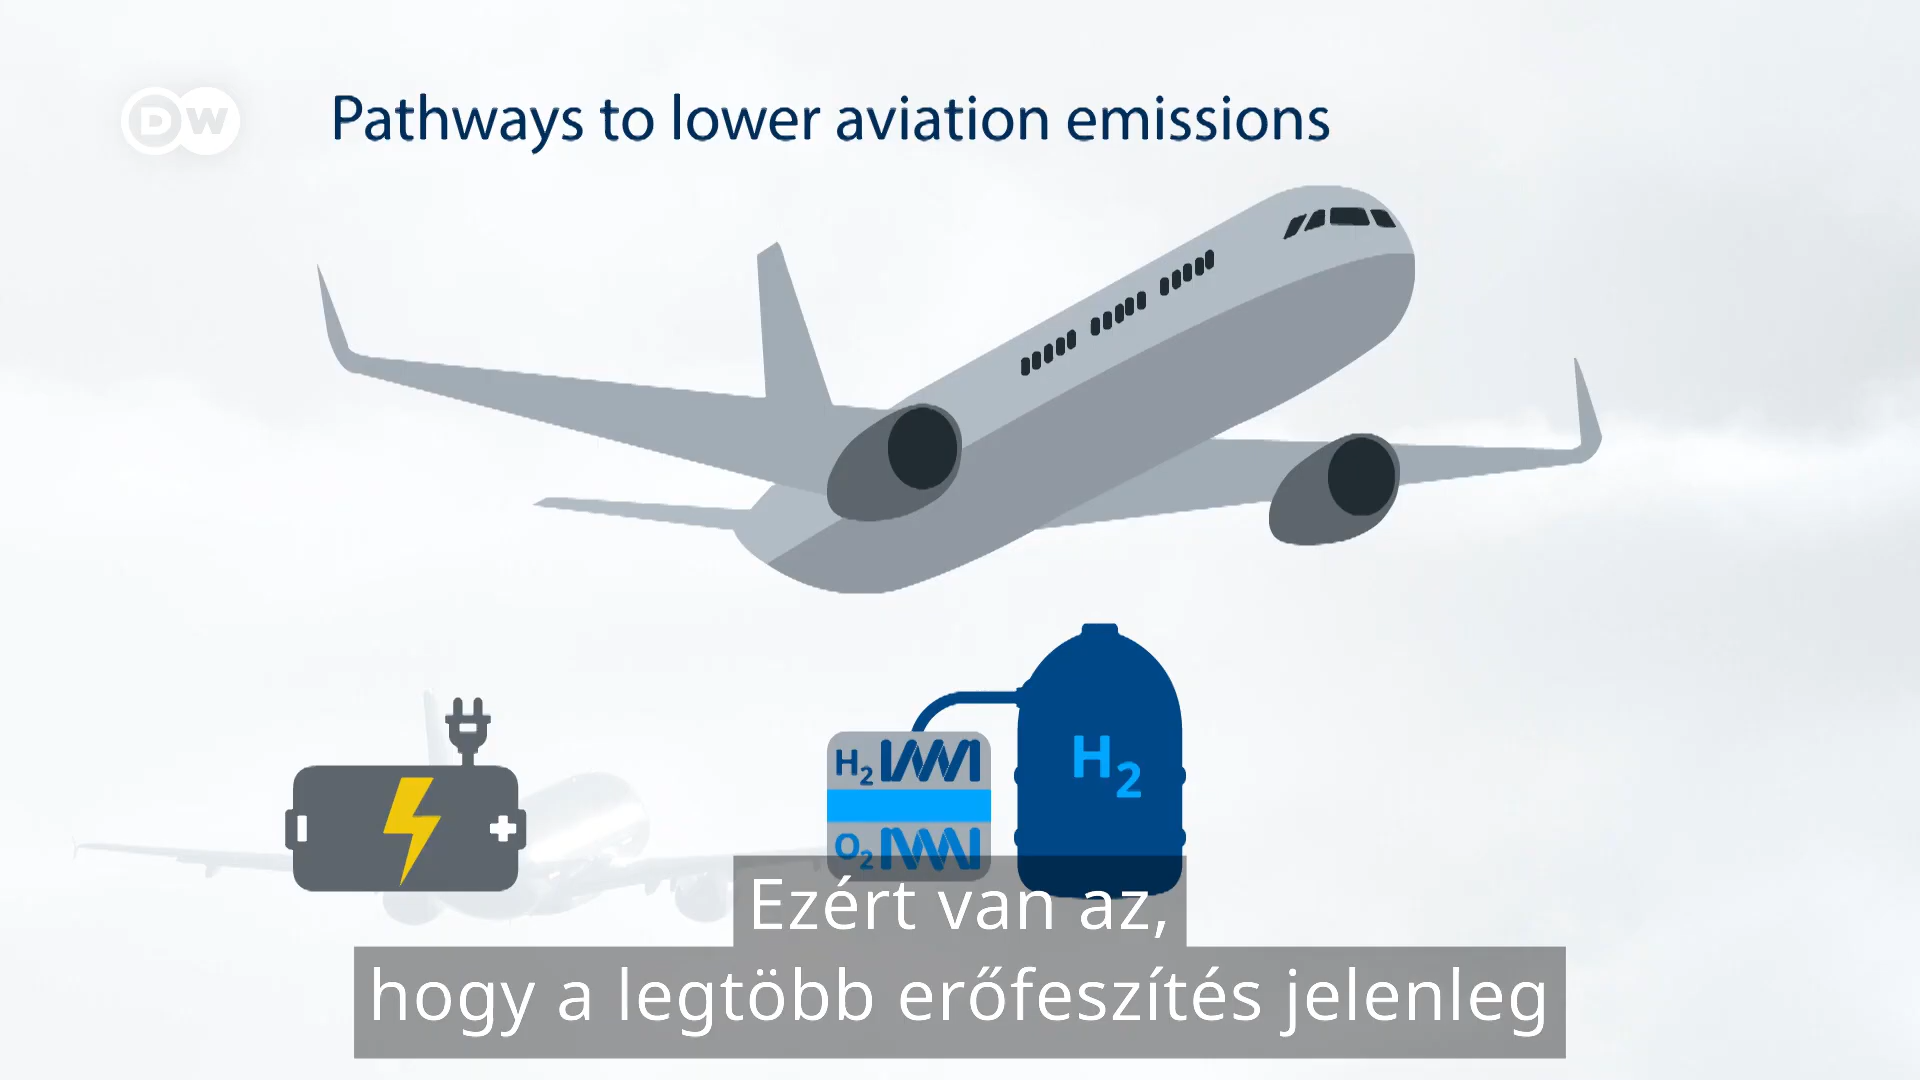 DW
Pathways to lower aviation emissions
H2
H2
O2
Ezért van az,
hogy a legtöbb erőfeszítés jelenleg